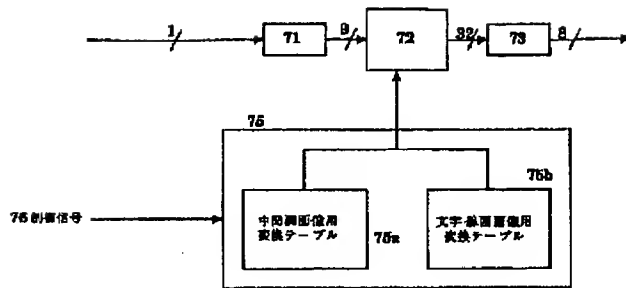 1
71
9
72
32
73
8
75
75b
中間調画像用
変換テーブル
75a
文字・線画画像用
変換テーブル
76 制御信号